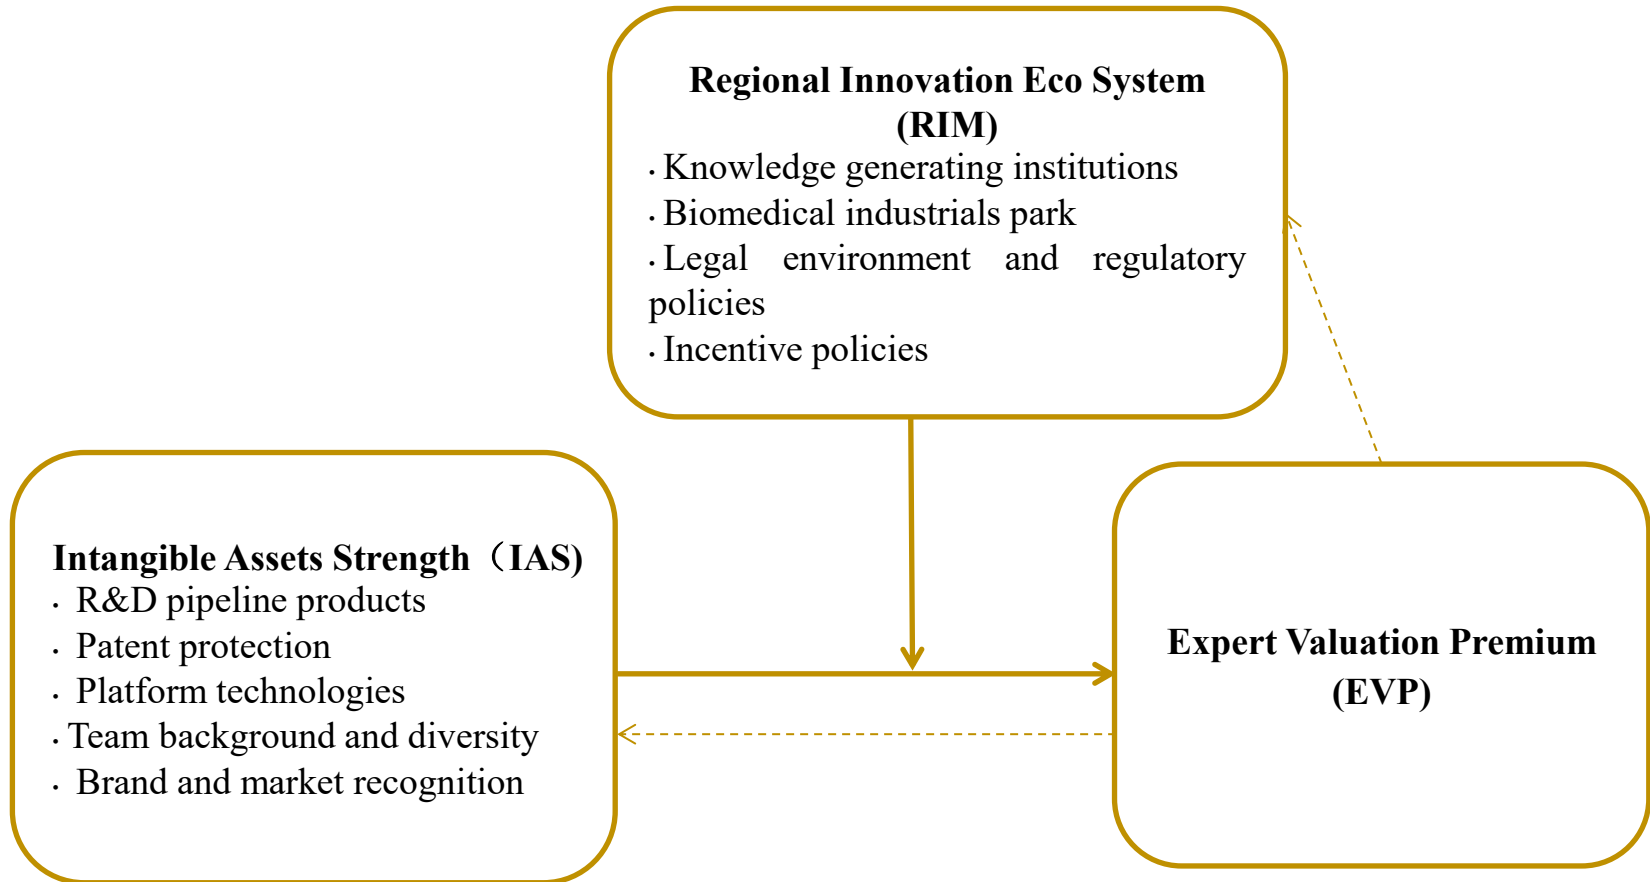 Regional Innovation Eco System
(RIM)
· Knowledge generating institutions
· Biomedical industrials park
· Legal environment and regulatory
policies
· Incentive policies
Intangible Assets Strength（IAS)
· R&D pipeline products
· Patent protection
· Platform technologies
· Team background and diversity
· Brand and market recognition
Expert Valuation Premium
(EVP)